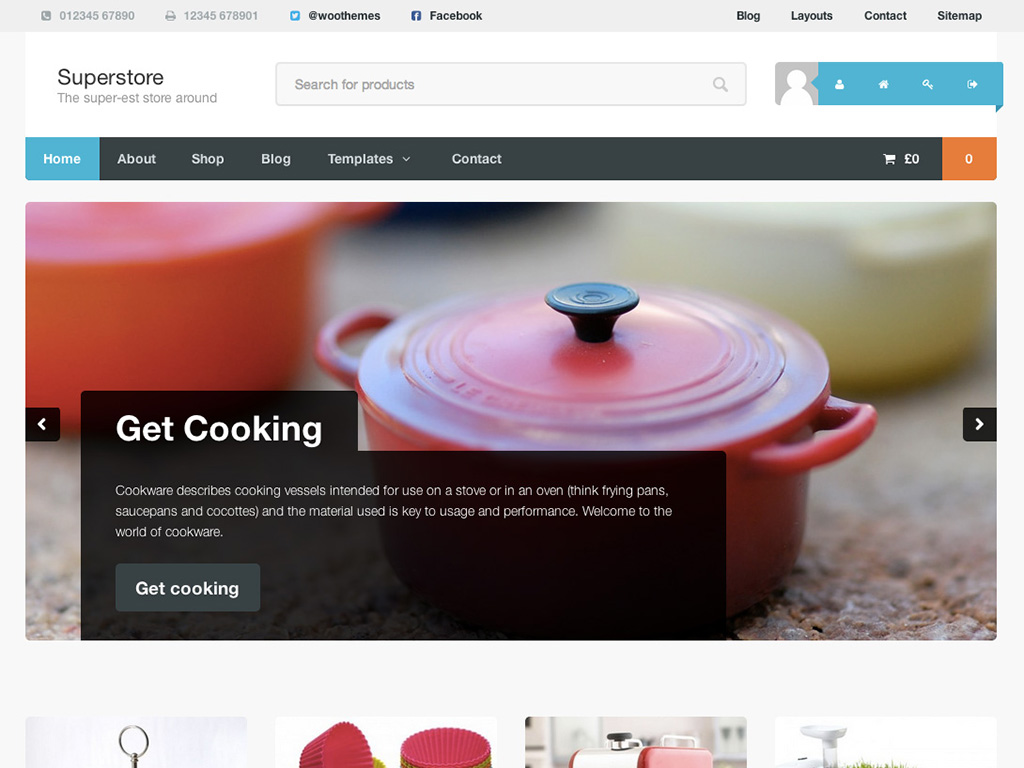 012345 67890
12345 678901
@woothemes
Facebook
Blog
Layouts
Contact
Sitemap
Superstore
The super-est store around
Search for products
Home
About
Shop
Blog
Templates
Contact
£0
0
Get Cooking
Cookware describes cooking vessels intended for use on a stove or in an oven (think frying pans,
saucepans and cocottes) and the material used is key to usage and performance. Welcome to the
world of cookware.
Get cooking